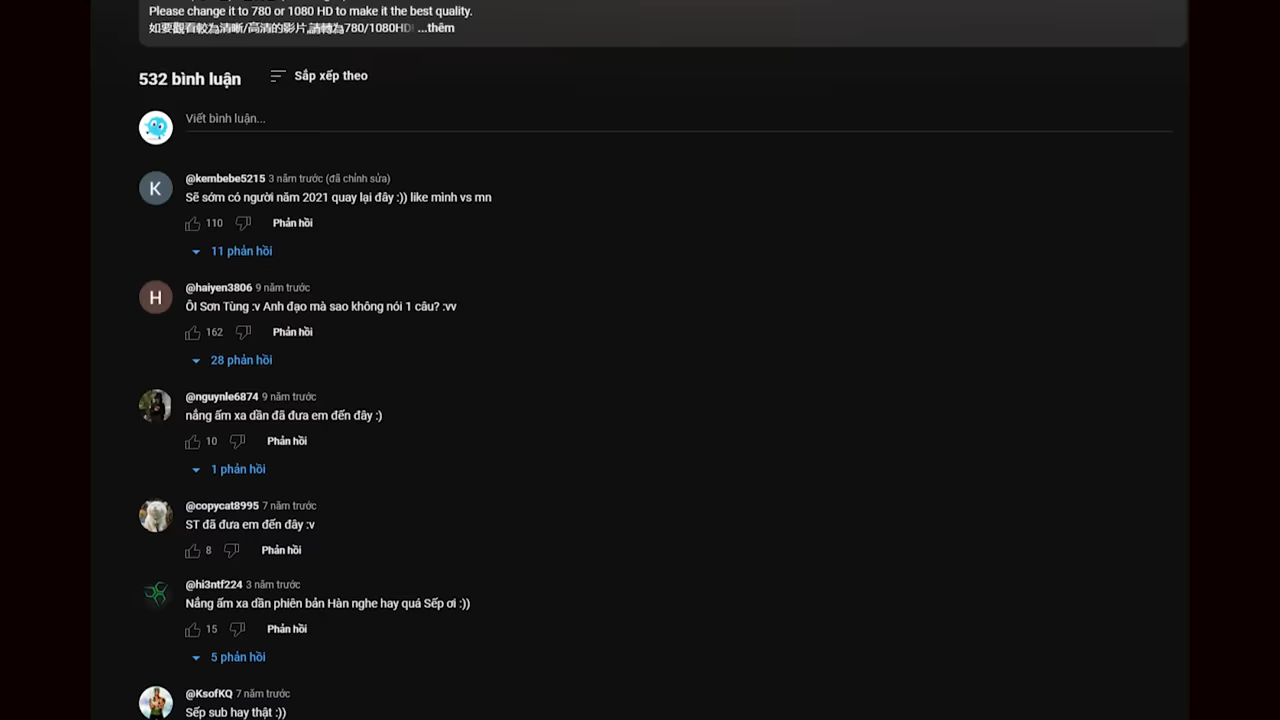 Please change it to 780 or 1080 HD to make it the best quality.
如要觀看較為清晰/高清的影片,請轉為780/1080HD ...thêm
532 bình luận
Sắp xếp theo
Viết bình luận...
K
@kembebe5215 3 năm trước (đã chỉnh sửa)
Sẽ sớm có người năm 2021 quay lại đây :)) like mình vs mn
110 Phản hồi
11 phản hồi
H
@haiyen3806 9 năm trước
ÔI Sơn Tùng :v Anh đạo mà sao không nói 1 câu? :vv
162 Phản hồi
28 phản hồi
@nguynle6874 9 năm trước
nắng ấm xa dần đã đưa em đến đây :)
10 Phản hồi
1 phản hồi
@copycat8995 7 năm trước
ST đã đưa em đến đây :v
8 Phản hồi
@hi3ntf224 3 năm trước
Nắng ấm xa dần phiên bản Hàn nghe hay quá Sếp ơi :))
15 Phản hồi
5 phản hồi
@KsofKQ 7 năm trước
Sếp sub hay thật :))